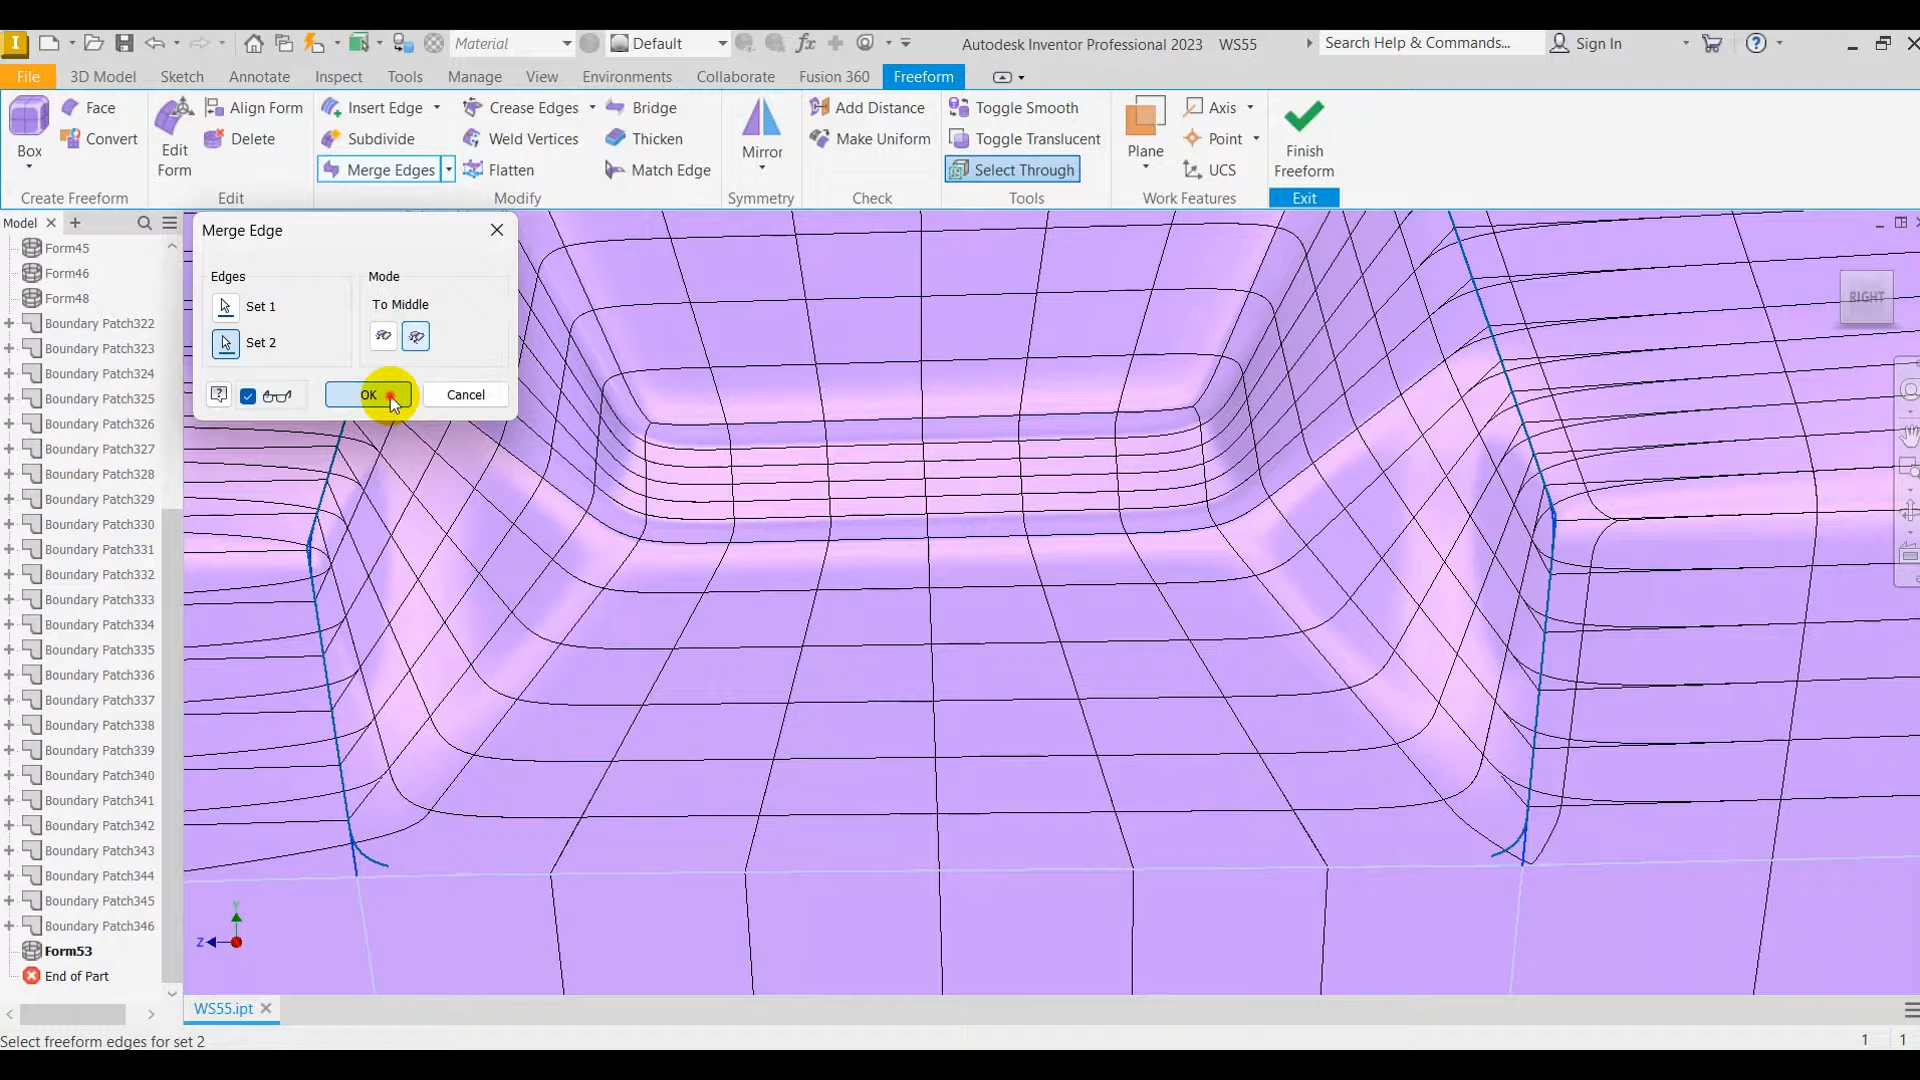 Material
Default
Autodesk Inventor Professional 2023 WS55
Search Help & Commands...
Sign In
File 3D Model Sketch Annotate Inspect Tools Manage View Environments Collaborate Fusion 360 Freeform
Face
Convert
Box
Create Freeform
Edit Form
Align Form
Delete
Edit
Insert Edge
Subdivide
Merge Edges
Crease Edges
Weld Vertices
Flatten
Bridge
Thicken
Match Edge
Modify
Mirror
Symmetry
Add Distance
Make Uniform
Check
Toggle Smooth
Toggle Translucent
Select Through
Tools
Plane
Axis
Point
UCS
Work Features
Finish Freeform
Exit
Model
Form45
Form46
Form48
Boundary Patch322
Boundary Patch323
Boundary Patch324
Boundary Patch325
Boundary Patch326
Boundary Patch327
Boundary Patch328
Boundary Patch329
Boundary Patch330
Boundary Patch331
Boundary Patch332
Boundary Patch333
Boundary Patch334
Boundary Patch335
Boundary Patch336
Boundary Patch337
Boundary Patch338
Boundary Patch339
Boundary Patch340
Boundary Patch341
Boundary Patch342
Boundary Patch343
Boundary Patch344
Boundary Patch345
Boundary Patch346
Form53
End of Part
Merge Edge
Edges
Set 1
Set 2
Mode
To Middle
OK
Cancel
RIGHT
Y
Z
WS55.ipt
Select freeform edges for set 2
1 1